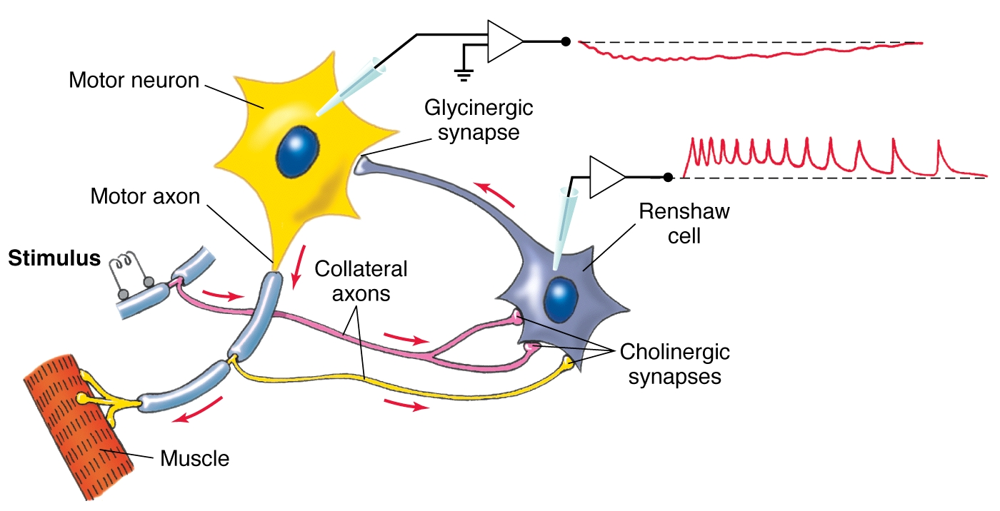 Motor neuron
Glycinergic
synapse
Motor axon
Renshaw
cell
Stimulus
Collateral
axons
Cholinergic
synapses
Muscle